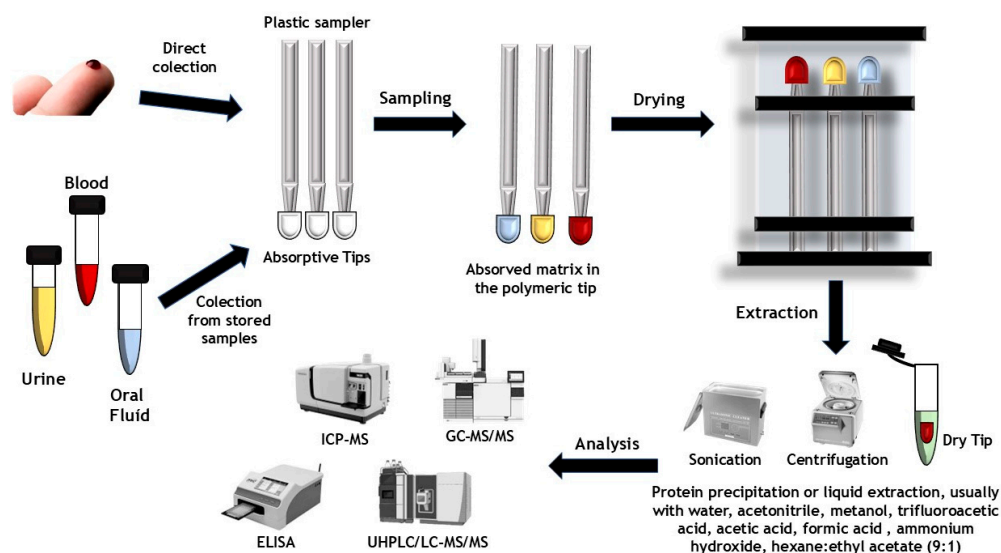 Plastic sampler
Direct
colection
Sampling
Drying
Blood
Absorptive Tips
Absorved matrix in
the polymeric tip
Colection
from stored
samples
Urine
Oral
Fluíd
Extraction
ICP-MS
GC-MS/MS
Analysis
Sonication
Centrifugation
Dry Tip
ELISA
UHPLC/LC-MS/MS
Protein precipitation or liquid extraction, usually
with water, acetonitrile, metanol, trifluoroacetic
acid, acetic acid, formic acid , ammonium
hydroxide, hexane:ethyl acetate (9:1)